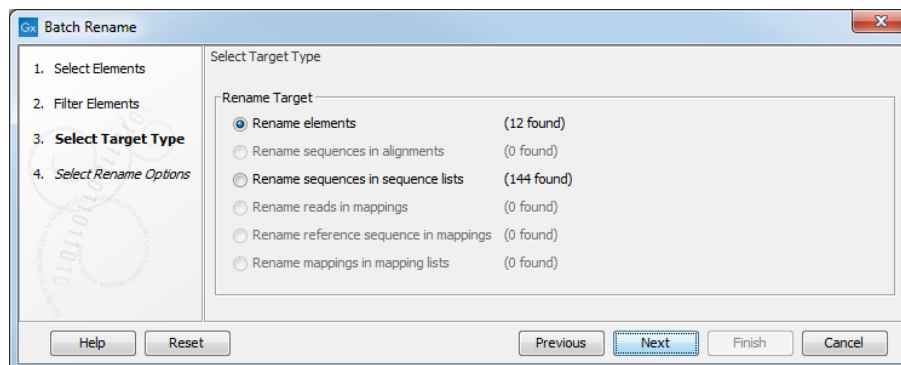 Gx Batch Rename
1. Select Elements
2. Filter Elements
3. Select Target Type
4. Select Rename Options
Select Target Type
Rename Target
Rename elements (12 found)
Rename sequences in alignments (0 found)
Rename sequences in sequence lists (144 found)
Rename reads in mappings (0 found)
Rename reference sequence in mappings (0 found)
Rename mappings in mapping lists (0 found)
Help Reset Previous Next Finish Cancel